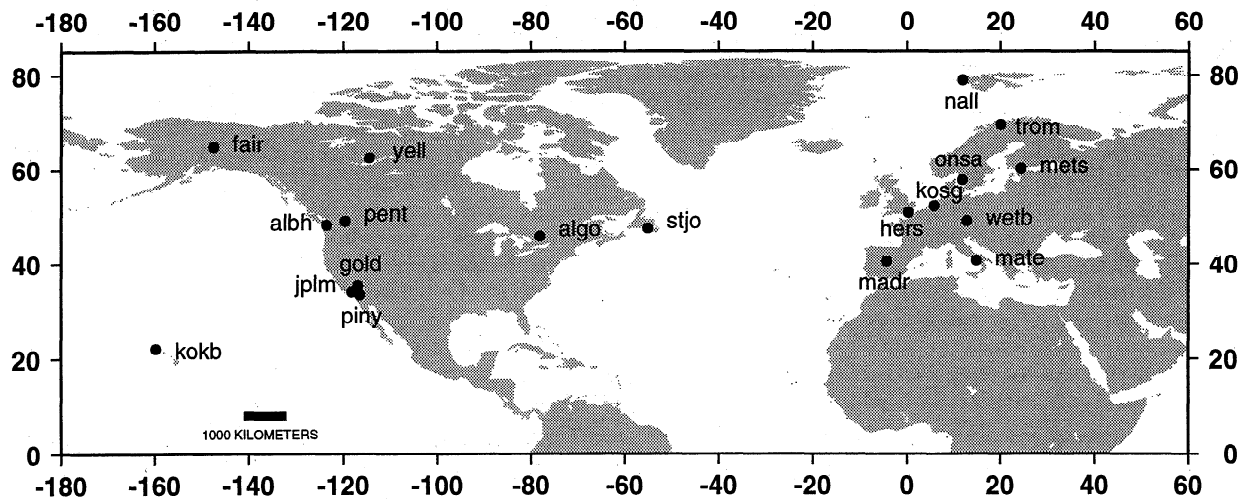 -180 -160 -140 -120 -100 -80 -60 -40 -20 0 20 40 60
80 80
nall
trom
fair
yell
onsa
mets
60 60
kosg
albh
pent
algo
stjo
hers
wetb
gold
mate
40 40
jplm
madr
piny
kokb
20 20
1000 KILOMETERS
0 0
-180 -160 -140 -120 -100 -80 -60 -40 -20 0 20 40 60